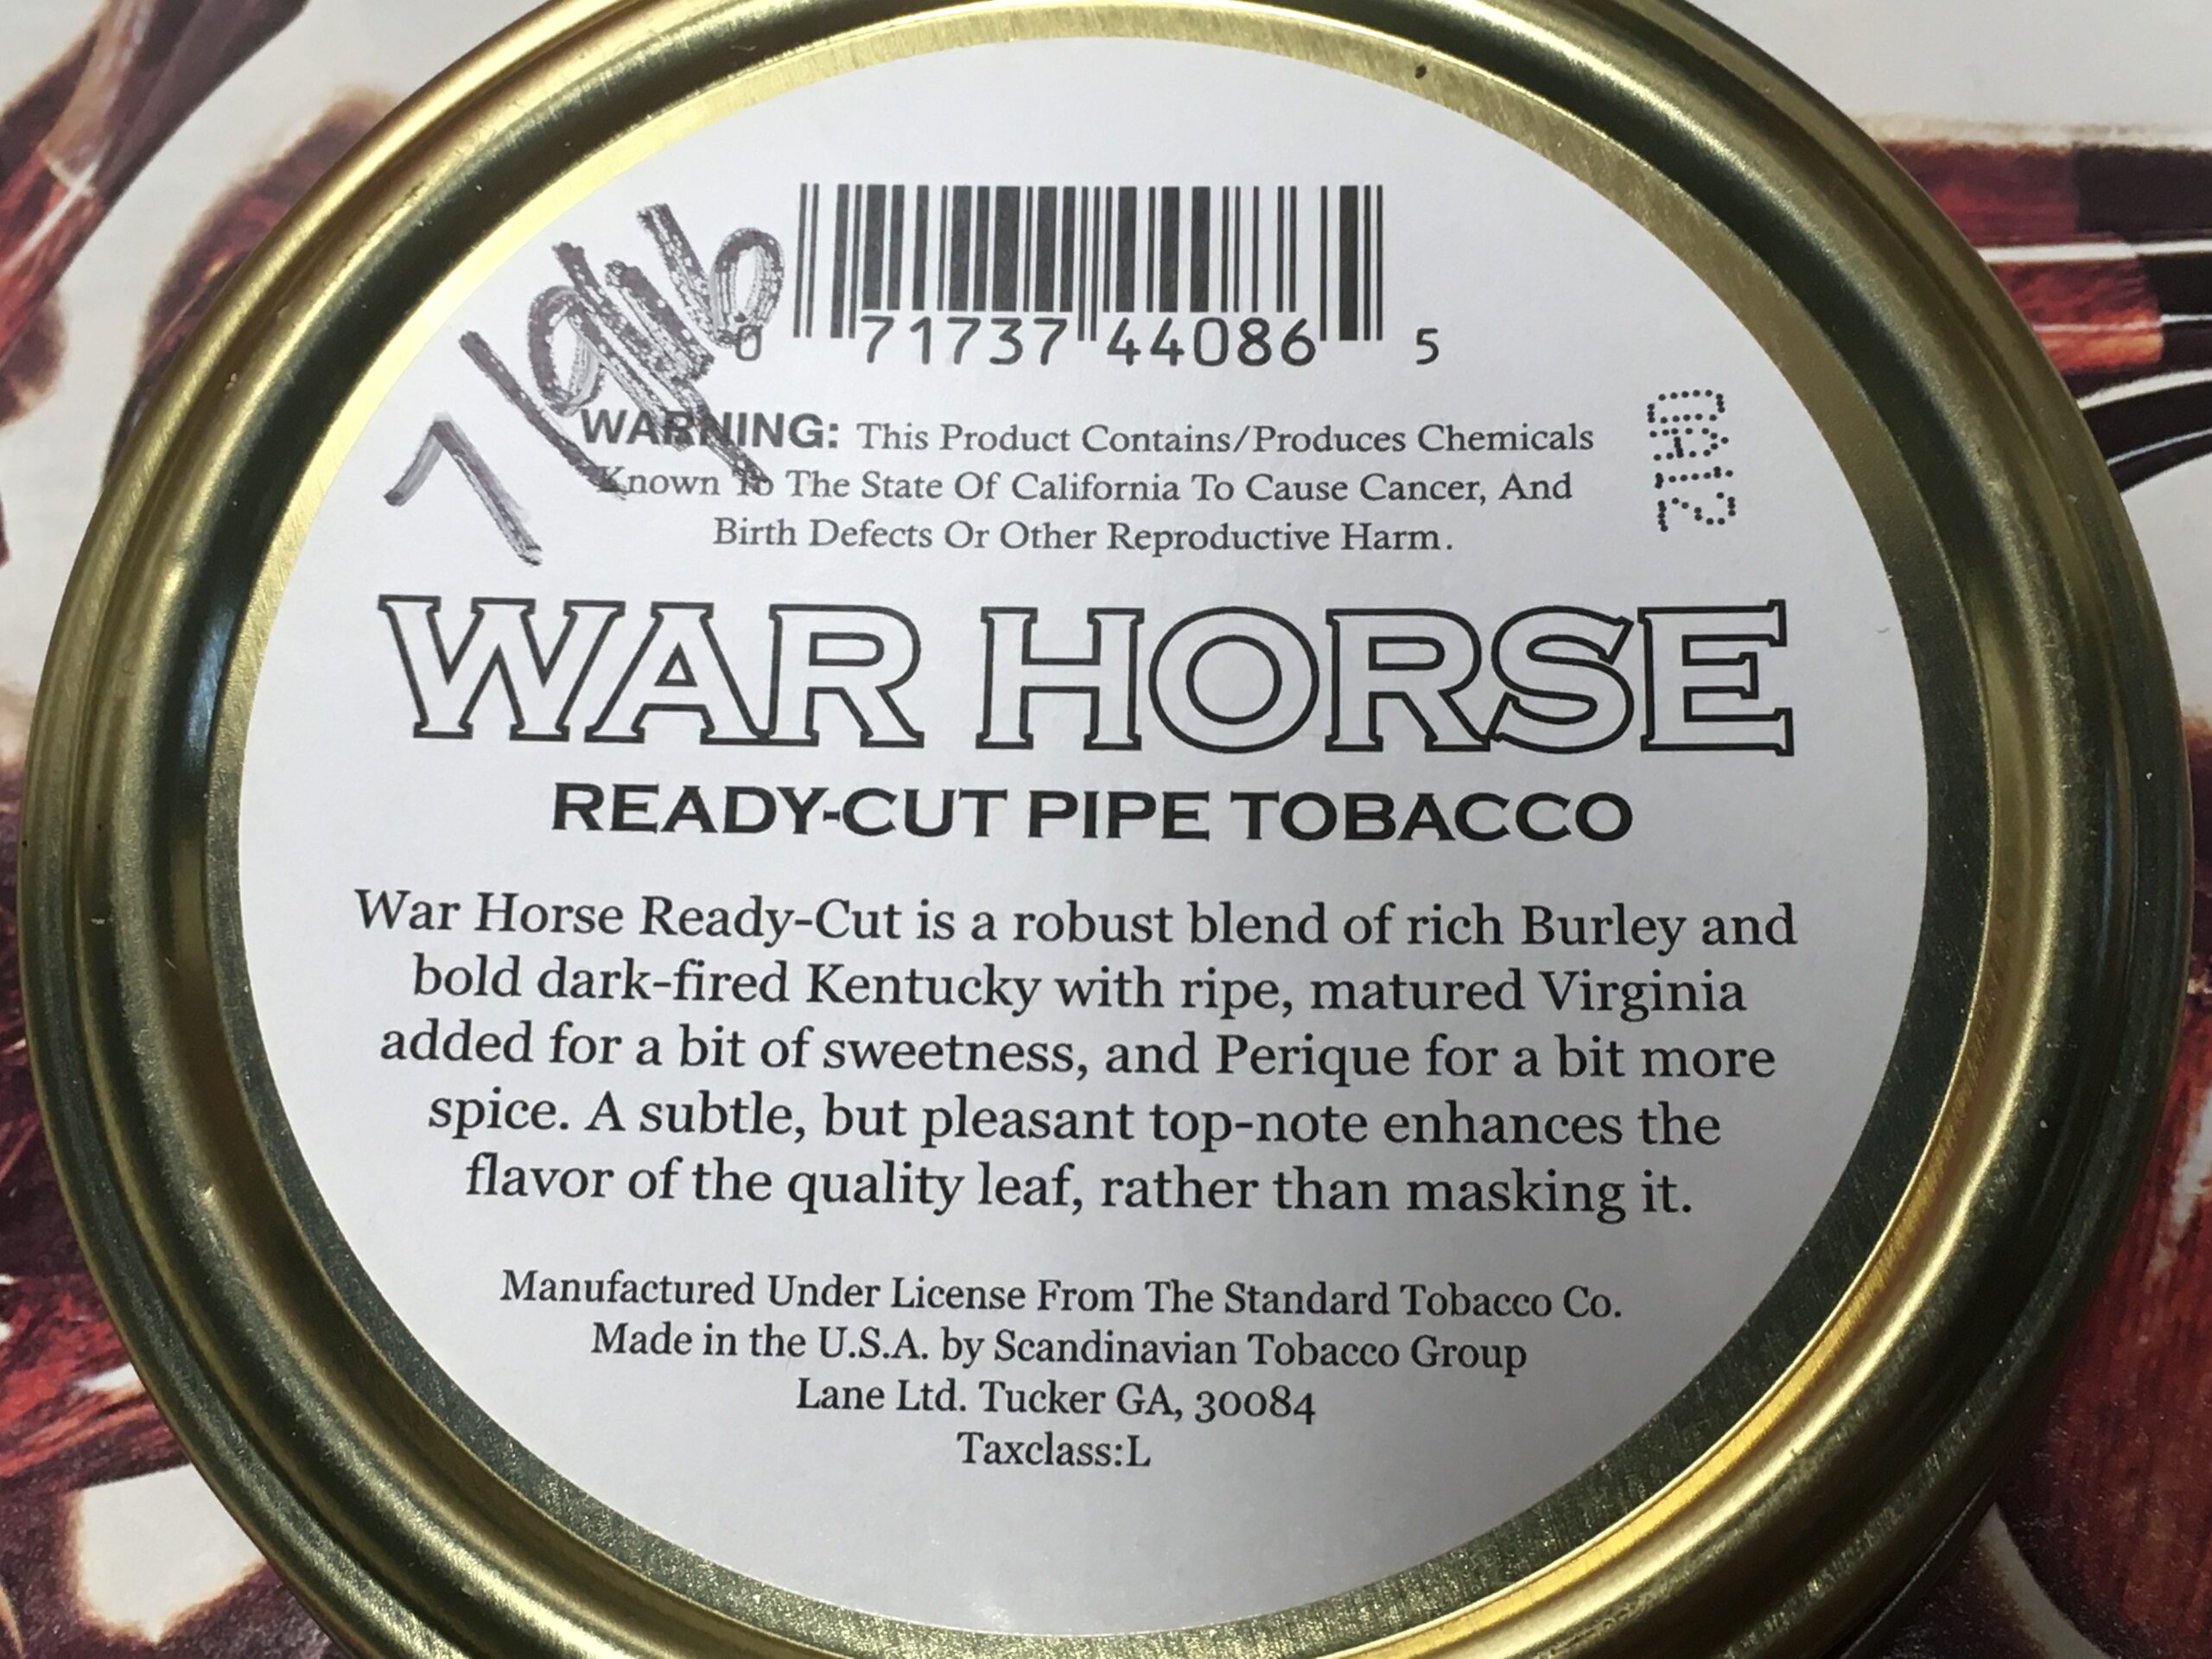 0 71737 44086 5
WARNING: This Product Contains/Produces Chemicals
Known To The State Of California To Cause Cancer, And
Birth Defects Or Other Reproductive Harm.
WAR HORSE
READY-CUT PIPE TOBACCO
War Horse Ready-Cut is a robust blend of rich Burley and
bold dark-fired Kentucky with ripe, matured Virginia
added for a bit of sweetness, and Perique for a bit more
spice. A subtle, but pleasant top-note enhances the
flavor of the quality leaf, rather than masking it.
Manufactured Under License From The Standard Tobacco Co.
Made in the U.S.A. by Scandinavian Tobacco Group
Lane Ltd. Tucker GA, 30084
Taxclass:L